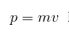 p = mv